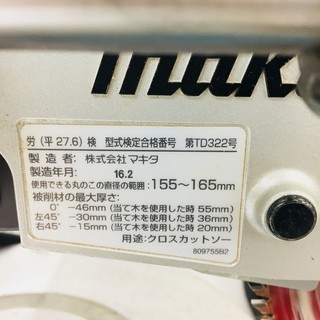 mak
労（平 27.6）検 型式検定合格番号 第TD322号
製 造 者： 株式会社マキタ
製造年月： 16.2
使用できる丸のこの直径の範囲：155〜165mm
被削材の最大厚さ：
0° −46mm (当て木を使用した時 55mm)
左45° −30mm (当て木を使用した時 36mm)
右45° −15mm (当て木を使用した時 20mm)
用途：クロスカットソー
809755B2